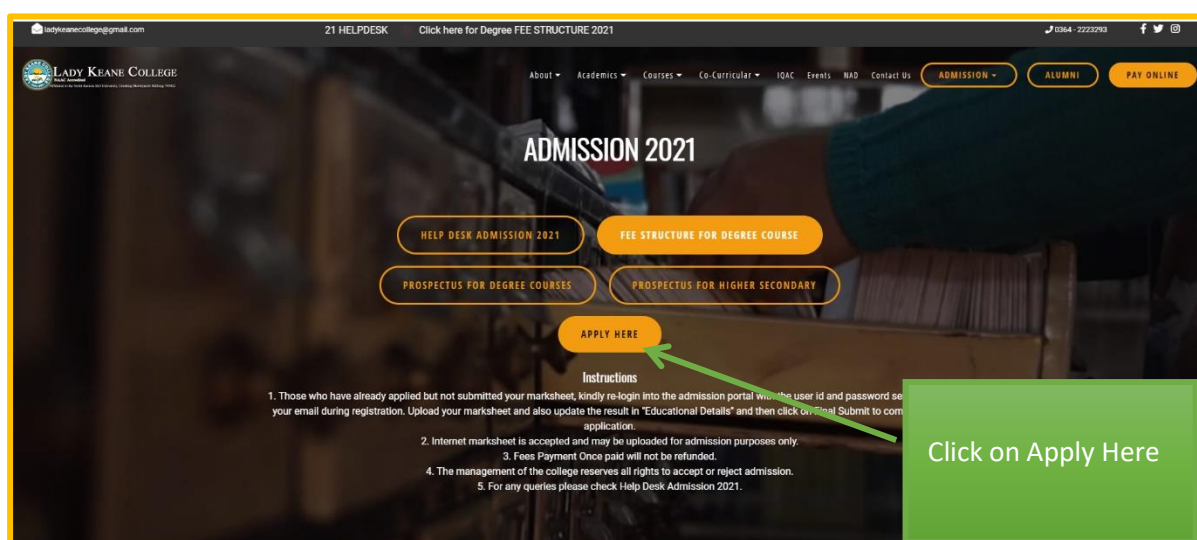 ladykeanecollege@gmail.com
21 HELPDESK Click here for Degree FEE STRUCTURE 2021
0364 - 2223293
LADY KEANE COLLEGE
NAAC Accredited
About Academics Courses Co-Curricular IQAC Events NAD Contact Us ADMISSION ALUMNI PAY ONLINE
ADMISSION 2021
HELP DESK ADMISSION 2021 FEE STRUCTURE FOR DEGREE COURSE
PROSPECTUS FOR DEGREE COURSES PROSPECTUS FOR HIGHER SECONDARY
APPLY HERE
Instructions
1. Those who have already applied but not submitted your marksheet, kindly re-login into the admission portal with the user id and password se
your email during registration. Upload your marksheet and also update the result in "Educational Details" and then click on Final Submit to com
application.
2. Internet marksheet is accepted and may be uploaded for admission purposes only.
3. Fees Payment Once paid will not be refunded.
4. The management of the college reserves all rights to accept or reject admission.
5. For any queries please check Help Desk Admission 2021.
Click on Apply Here